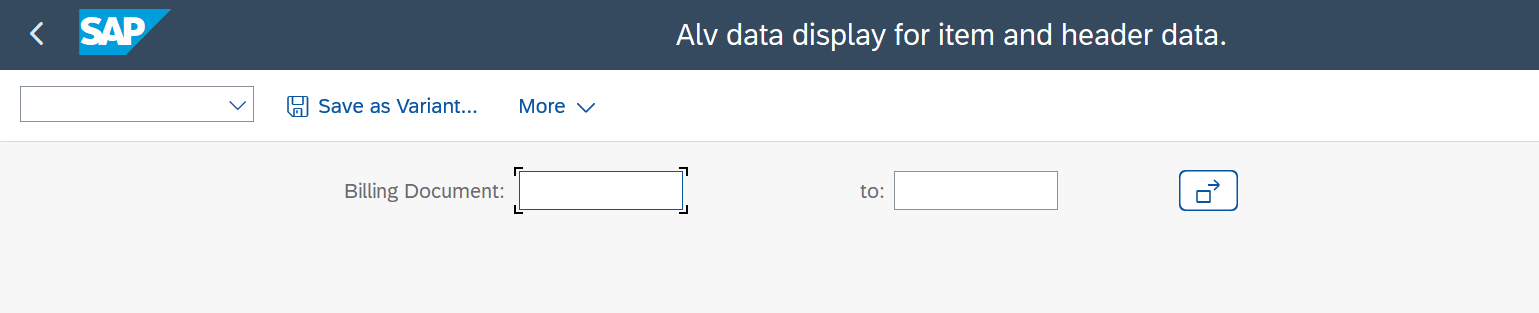 SAP
Alv data display for item and header data.
Save as Variant... More
Billing Document: to: